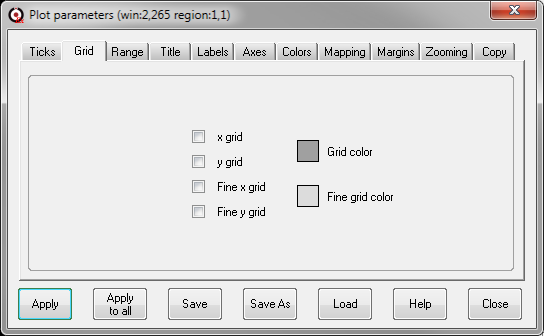 Plot parameters (win:2,265 region:1,1)
Ticks Grid Range Title Labels Axes Colors Mapping Margins Zooming Copy
x grid
y grid
Fine x grid
Fine y grid
Grid color
Fine grid color
Apply
Apply
to all
Save
Save As
Load
Help
Close